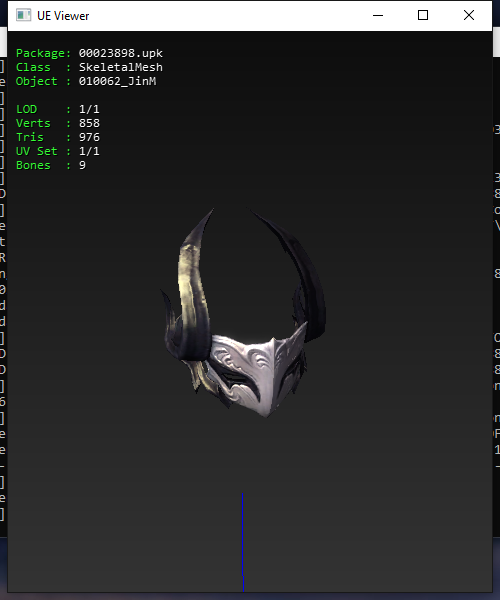 UE Viewer
Package: 00023898.upk
Class : SkeletalMesh
Object : 010062_JinM
LOD : 1/1
Verts : 858
Tris : 976
UV Set : 1/1
Bones : 9